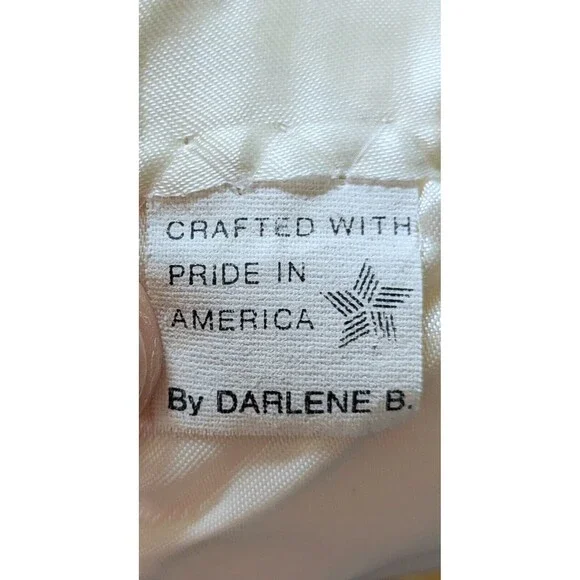 CRAFTED WITH
PRIDE IN
AMERICA
By DARLENE B.